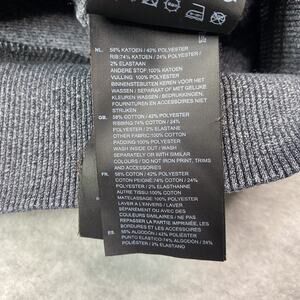 NL. 58% KATOEN / 42% POLYESTER
RIB:74% KATOEN / 24% POLYESTER /
2% ELASTAAN
ANDERE STOF:100% KATOEN
VULLING: 100% POLYESTER
BINNENSTEBUITEN KEREN VOOR HET
WASSEN / WASSEN MET GELIJKE
KLEUREN WASSEN / BEDRUKKINGEN,
FOURNITUREN EN ACCESSOIRES NIET
STRIJKEN
GB. 58% COTTON / 42% POLYESTER
RIBBING:74% COTTON / 24%
POLYESTER / 2% ELASTANE
OTHER FABRIC:100% COTTON
PADDING:100% POLYESTER
WASH INSIDE OUT / WASH
SEPARATELY OR WITH SIMILAR
COLOURS / DO NOT IRON PRINT, TRIMS
AND ACCESSORIES
FR. 58% COTON / 42% POLYESTER
COTON PEIGNÉ:74% COTON / 24%
POLYESTER / 2% ELASTHANNE
AUTRE TISSU:100% COTON
MATELASSAGE:100% POLYESTER
LAVER A L'ENVERS / LAVER
SÉPARÉMENT OU AVEC DES
COULEURS SIMILAIRES / NE PAS
REPASSER LA PARTIE IMPRIMÉE, LES
BORDURES ET LES ACCESSOIRES
ES. 58% ALGODÓN / 42% POLIÉSTER
PUNTO ELÁSTICO:74% ALGODÓN / 24%
POLIÉSTER / 2% ELASTANO